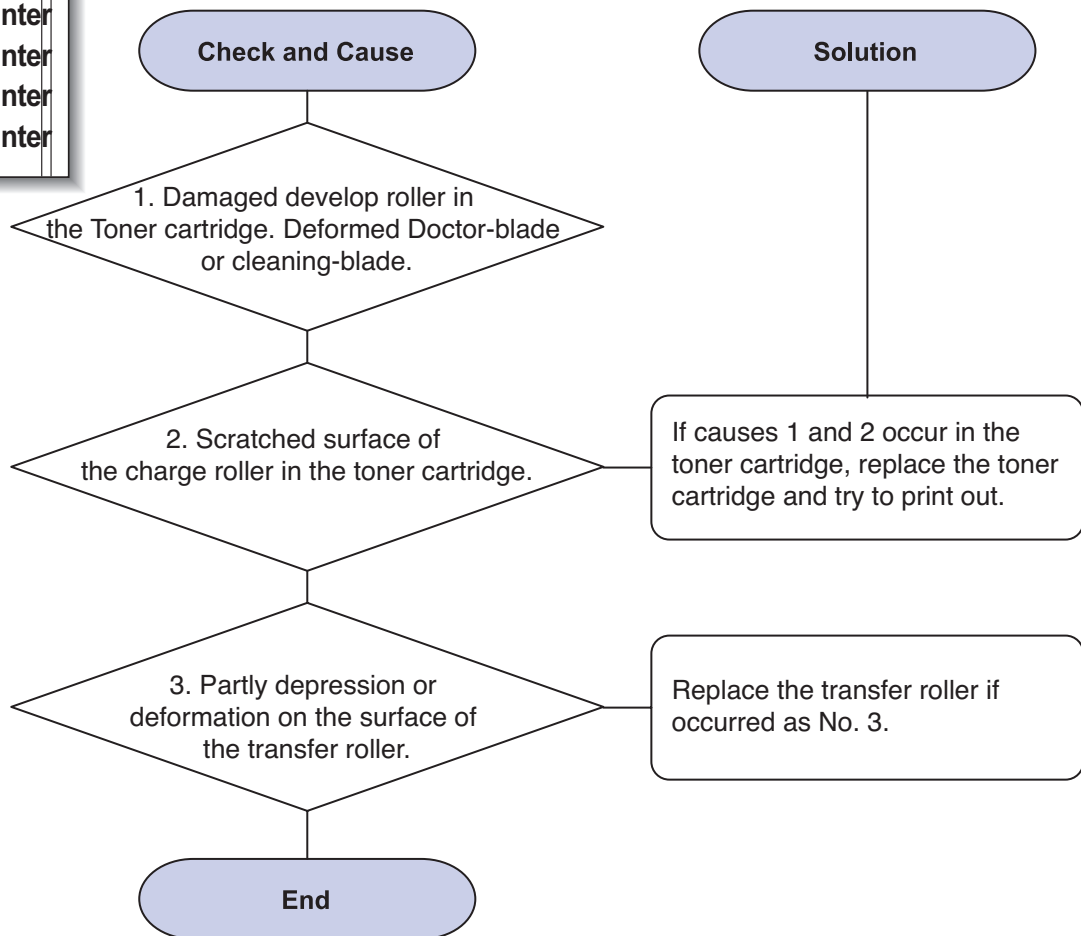 nter
nter
nter
nter
Check and Cause
Solution
1. Damaged develop roller in
the Toner cartridge. Deformed Doctor-blade
or cleaning-blade.
2. Scratched surface of
the charge roller in the toner cartridge.
If causes 1 and 2 occur in the
toner cartridge, replace the toner
cartridge and try to print out.
3. Partly depression or
deformation on the surface of
the transfer roller.
Replace the transfer roller if
occurred as No. 3.
End